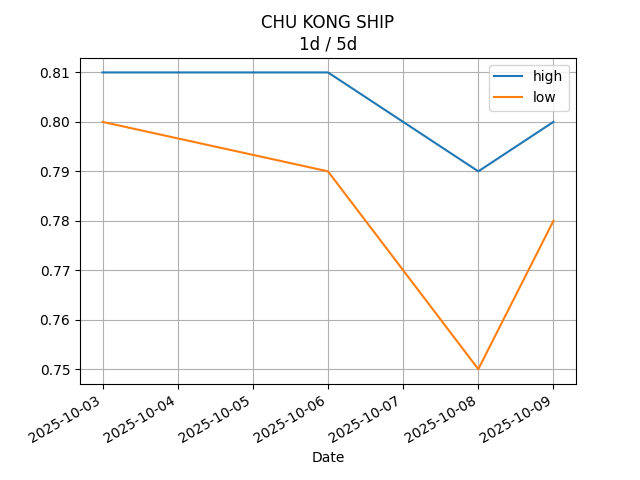 CHU KONG SHIP
1d / 5d
high
low
0.81
0.80
0.79
0.78
0.77
0.76
0.75
2025-10-03
2025-10-04
2025-10-05
2025-10-06
2025-10-07
2025-10-08
2025-10-09
Date